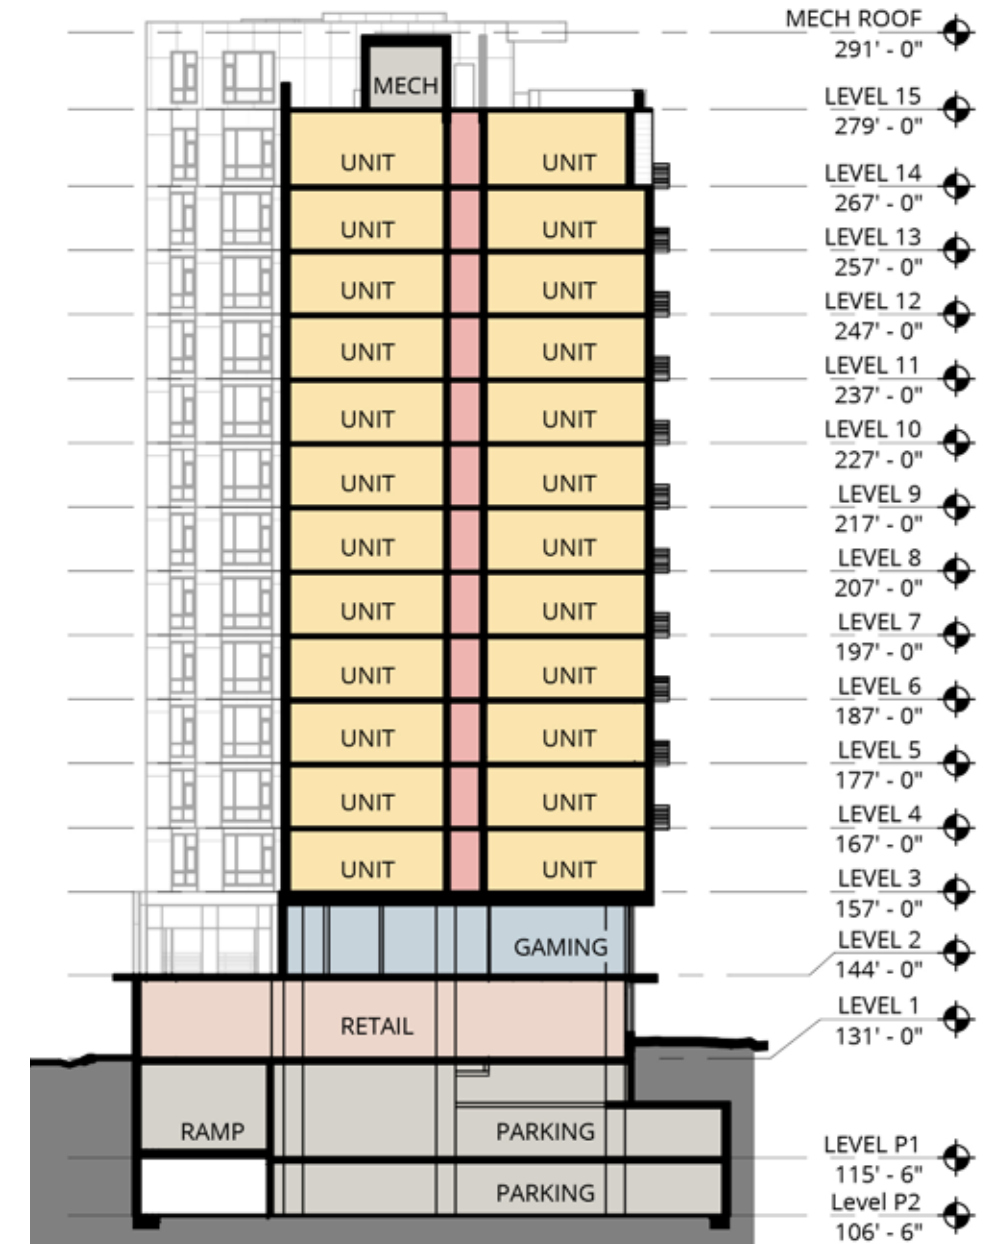 MECH ROOF
291' - 0"
MECH
LEVEL 15
279' - 0"
UNIT UNIT
LEVEL 14
267' - 0"
UNIT UNIT
LEVEL 13
257' - 0"
UNIT UNIT
LEVEL 12
247' - 0"
UNIT UNIT
LEVEL 11
237' - 0"
UNIT UNIT
LEVEL 10
227' - 0"
UNIT UNIT
LEVEL 9
217' - 0"
UNIT UNIT
LEVEL 8
207' - 0"
UNIT UNIT
LEVEL 7
197' - 0"
UNIT UNIT
LEVEL 6
187' - 0"
UNIT UNIT
LEVEL 5
177' - 0"
UNIT UNIT
LEVEL 4
167' - 0"
UNIT UNIT
LEVEL 3
157' - 0"
GAMING
LEVEL 2
144' - 0"
RETAIL
LEVEL 1
131' - 0"
RAMP PARKING
LEVEL P1
115' - 6"
PARKING
Level P2
106' - 6"